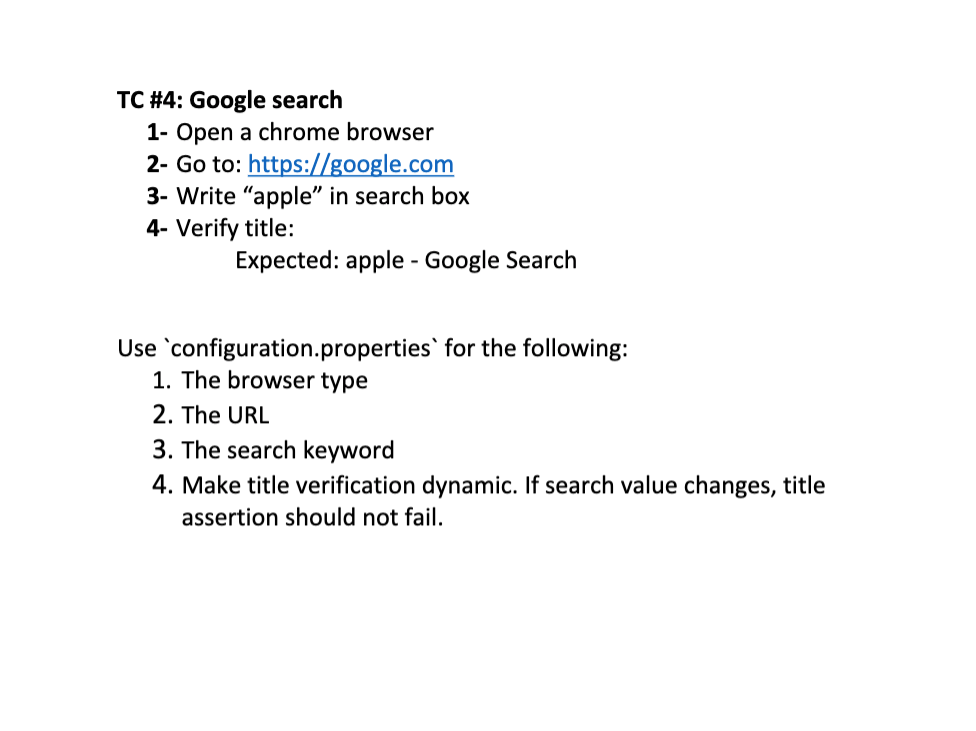 TC #4: Google search
1- Open a chrome browser
2- Go to: https://google.com
3- Write “apple” in search box
4- Verify title:
Expected: apple - Google Search
Use `configuration.properties` for the following:
1. The browser type
2. The URL
3. The search keyword
4. Make title verification dynamic. If search value changes, title
assertion should not fail.